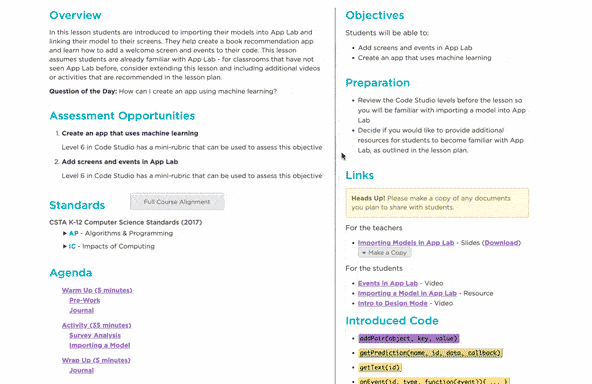 Overview
In this lesson students are introduced to importing their models into App Lab and
linking their model to their screens. They help create a book recommendation app
and learn how to add a welcome screen and events to their code. This lesson
assumes students are already familiar with App Lab - for classrooms that have not
seen App Lab before, consider extending this lesson and including additional videos
or activities that are recommended in the lesson plan.
Question of the Day: How can I create an app using machine learning?
Assessment Opportunities
1. Create an app that uses machine learning
Level 6 in Code Studio has a mini-rubric that can be used to assess this objective
2. Add screens and events in App Lab
Level 6 in Code Studio has a mini-rubric that can be used to assess this objective
Standards
Full Course Alignment
CSTA K-12 Computer Science Standards (2017)
▶ AP - Algorithms & Programming
▶ IC - Impacts of Computing
Agenda
Warm Up (5 minutes)
Pre-Work
Journal
Activity (35 minutes)
Survey Analysis
Importing a Model
Wrap Up (5 minutes)
Journal
Objectives
Students will be able to:
• Add screens and events in App Lab
• Create an app that uses machine learning
Preparation
• Review the Code Studio levels before the lesson so
you will be familiar with importing a model into App
Lab
• Decide if you would like to provide additional
resources for students to become familiar with App
Lab, as outlined in the lesson plan.
Links
Heads Up! Please make a copy of any documents
you plan to share with students.
For the teachers
• Importing Models in App Lab - Slides (Download)
▾ Make a Copy
For the students
• Events in App Lab - Video
• Importing a Model in App Lab - Resource
• Intro to Design Mode - Video
Introduced Code
• addPair(object, key, value)
• getPrediction(name, id, data, callback)
• getText(id)
• onEvent(id, type, function(event)){ ... }